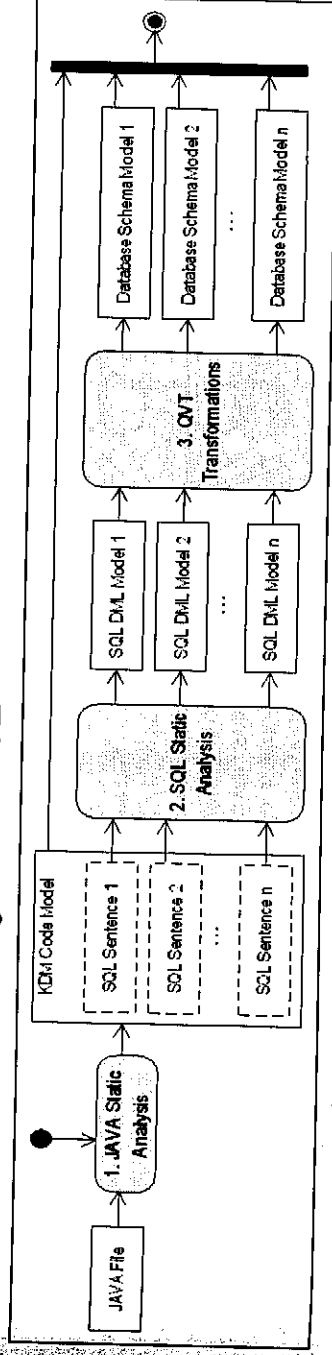 JAVA File
1. JAVA Static
Analysis
KDM Code Model
SQL Sentence 1
SQL Sentence 2
...
SQL Sentence n
2. SQL Static
Analysis
SQL DML Model 1
SQL DML Model 2
...
SQL DML Model n
3. QVT
Transformations
Database Schema Model 1
Database Schema Model 2
...
Database Schema Model n